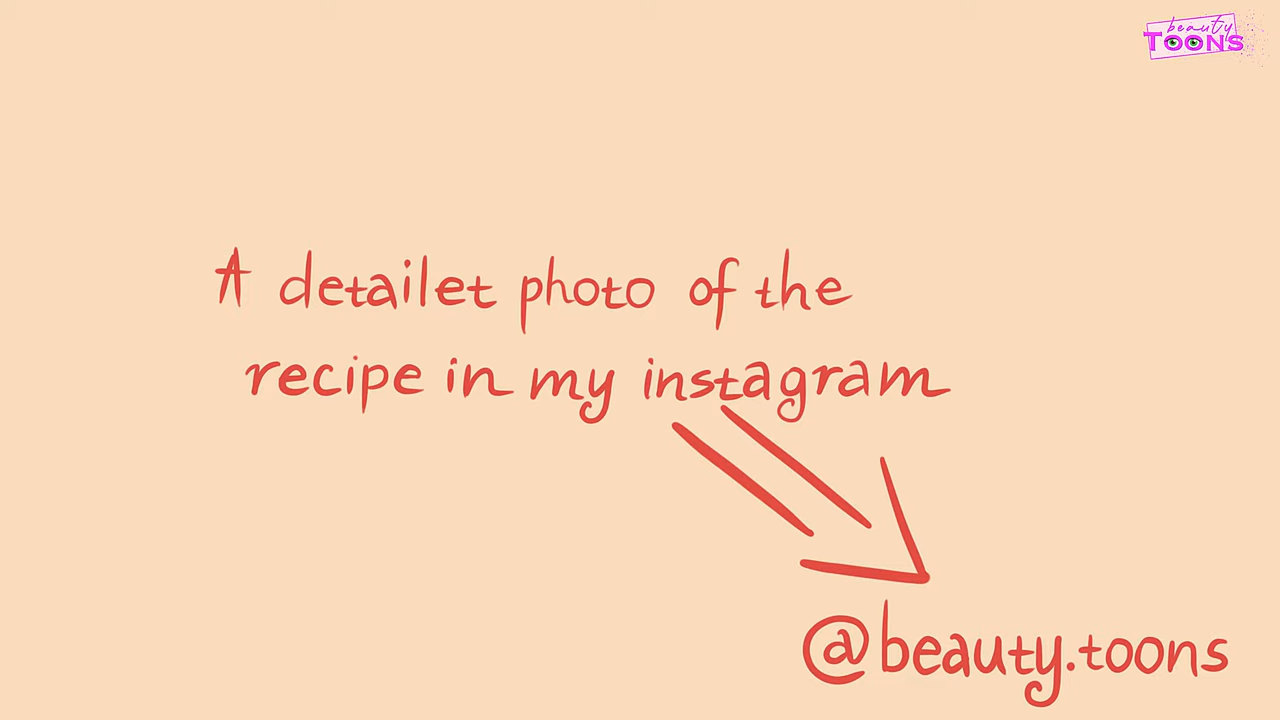 beauty
TOONS
A detailet photo of the
recipe in my instagram
@beauty.toons